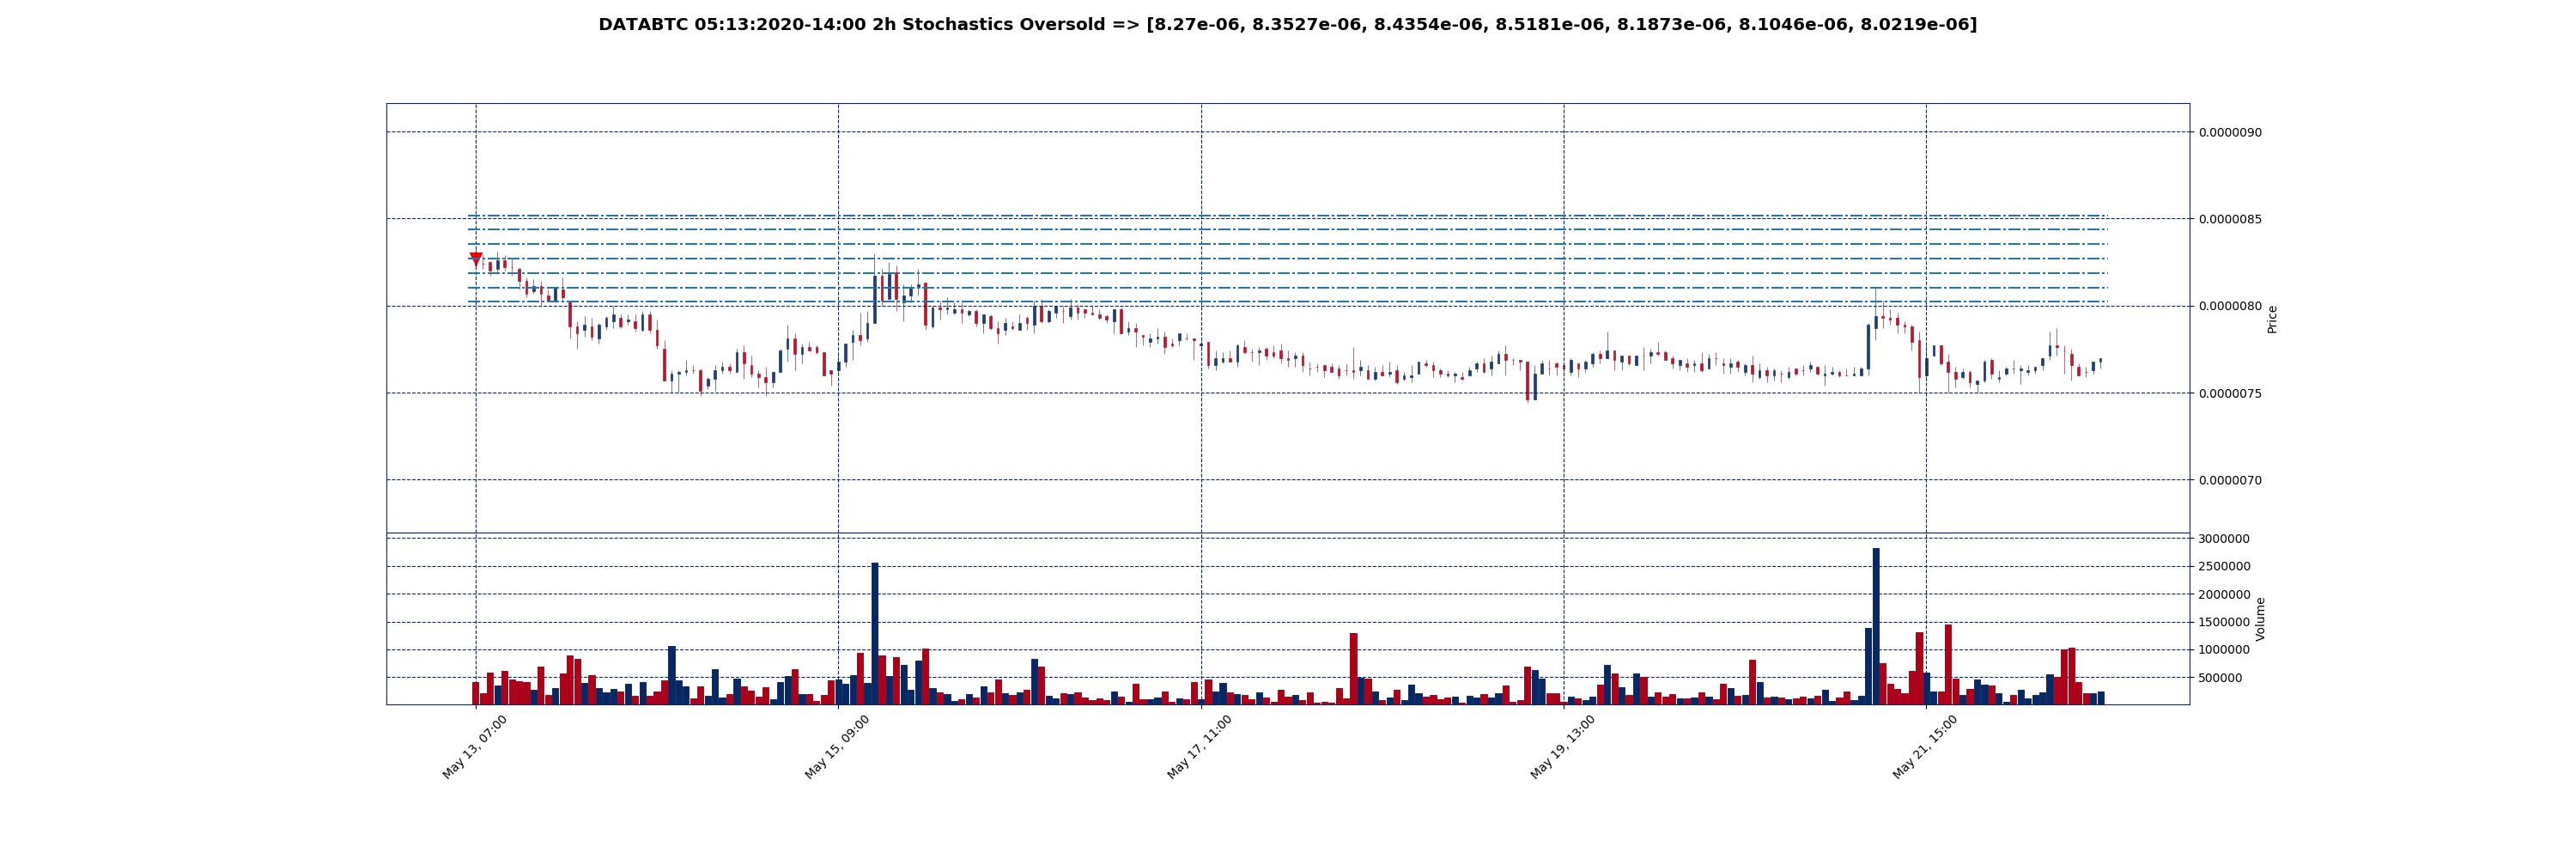 DATABTC 05:13:2020-14:00 2h Stochastics Oversold => [8.27e-06, 8.3527e-06, 8.4354e-06, 8.5181e-06, 8.1873e-06, 8.1046e-06, 8.0219e-06]
0.0000090
0.0000085
0.0000080
0.0000075
0.0000070
Price
3000000
2500000
2000000
1500000
1000000
500000
Volume
May 13, 07:00
May 15, 09:00
May 17, 11:00
May 19, 13:00
May 21, 15:00